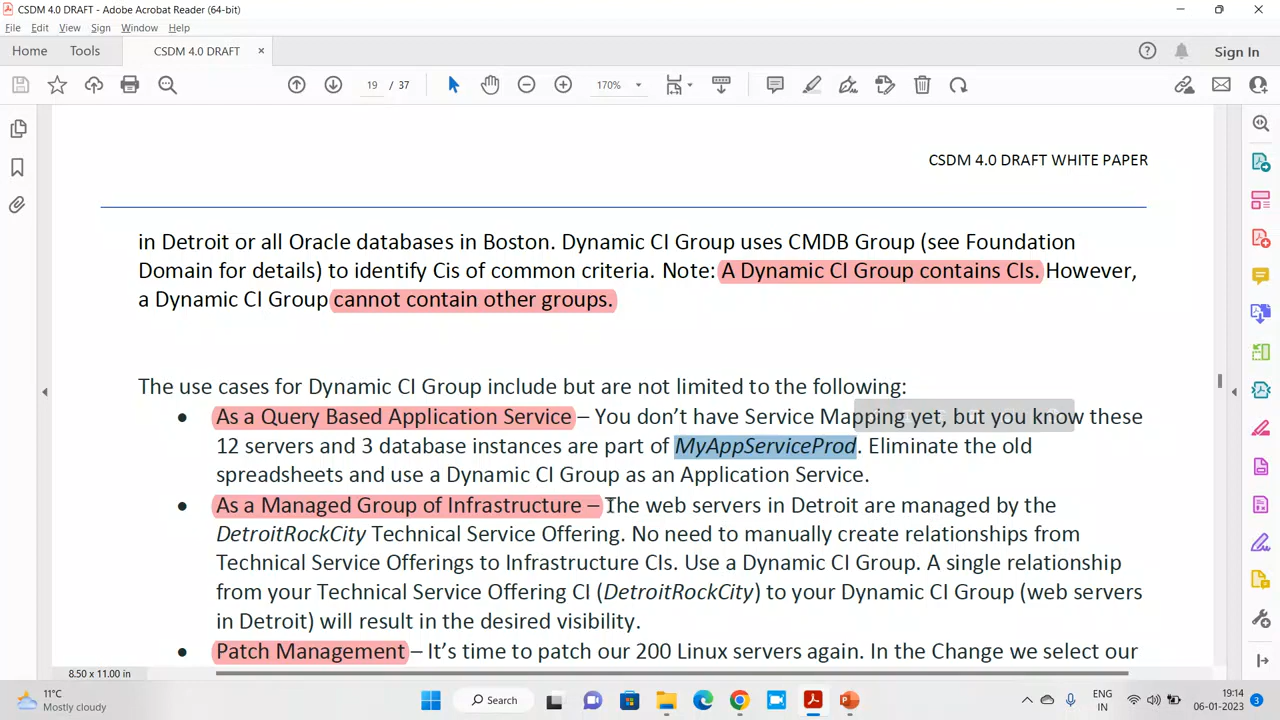 CSDM 4.0 DRAFT - Adobe Acrobat Reader (64-bit)
File Edit View Sign Window Help
Home Tools CSDM 4.0 DRAFT × Sign In
19 / 37 170%
CSDM 4.0 DRAFT WHITE PAPER
in Detroit or all Oracle databases in Boston. Dynamic CI Group uses CMDB Group (see Foundation
Domain for details) to identify Cis of common criteria. Note: A Dynamic CI Group contains CIs. However,
a Dynamic CI Group cannot contain other groups.
The use cases for Dynamic CI Group include but are not limited to the following:
• As a Query Based Application Service – You don’t have Service Mapping yet, but you know these
12 servers and 3 database instances are part of MyAppServiceProd. Eliminate the old
spreadsheets and use a Dynamic CI Group as an Application Service.
• As a Managed Group of Infrastructure – The web servers in Detroit are managed by the
DetroitRockCity Technical Service Offering. No need to manually create relationships from
Technical Service Offerings to Infrastructure CIs. Use a Dynamic CI Group. A single relationship
from your Technical Service Offering CI (DetroitRockCity) to your Dynamic CI Group (web servers
in Detroit) will result in the desired visibility.
• Patch Management – It’s time to patch our 200 Linux servers again. In the Change we select our
8.50 x 11.00 in
11°C
Mostly cloudy
Search
ENG
IN
19:14
06-01-2023
3